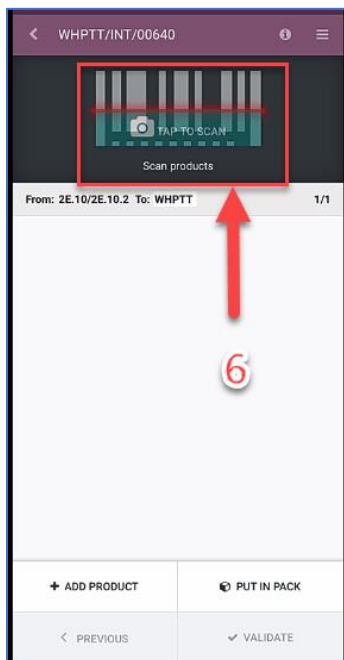 WHPTT/INT/00640
TAP TO SCAN
Scan products
From: 2E.10/2E.10.2 To: WHPTT 1/1
6
+ ADD PRODUCT PUT IN PACK
< PREVIOUS ✔ VALIDATE